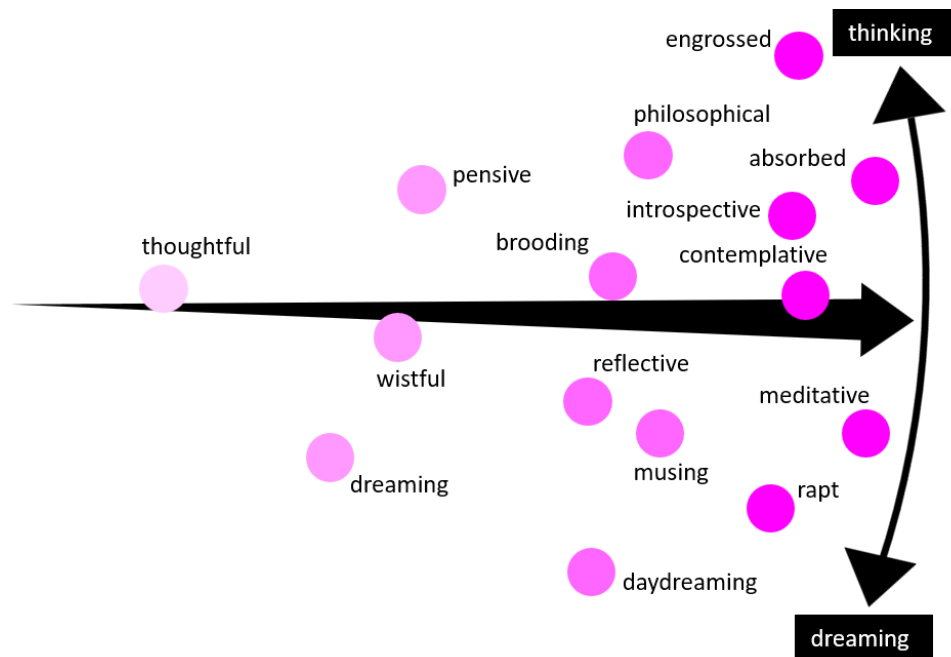 thinking
engrossed
philosophical
absorbed
pensive
introspective
brooding
thoughtful
contemplative
reflective
wistful
meditative
musing
dreaming
rapt
daydreaming
dreaming